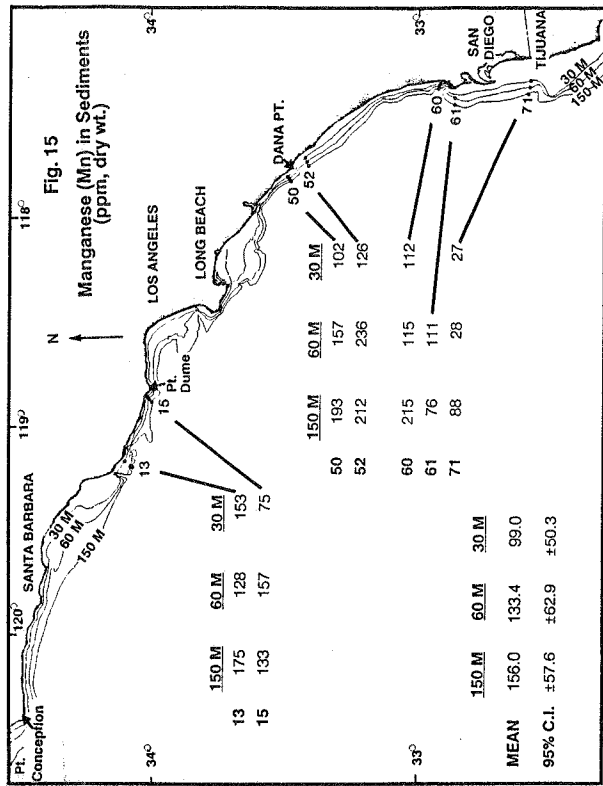 Fig. 15
Manganese (Mn) in Sediments
(ppm, dry wt.)
N
120°
119°
118°
34°
34°
33°
33°
Pt.
Conception
SANTA BARBARA
30 M
60 M
150 M
13
15
Pt.
Dume
LOS ANGELES
LONG BEACH
DANA PT.
50
52
60
61
71
SAN
DIEGO
TIJUANA
30 M
60 M
150 M
150 M 60 M 30 M
13 175 128 153
15 133 157 75
150 M 60 M 30 M
50 193 157 102
52 212 236 126
60 215 115 112
61 76 111
71 88 28 27
150 M 60 M 30 M
MEAN 156.0 133.4 99.0
95% C.I. ±57.6 ±62.9 ±50.3